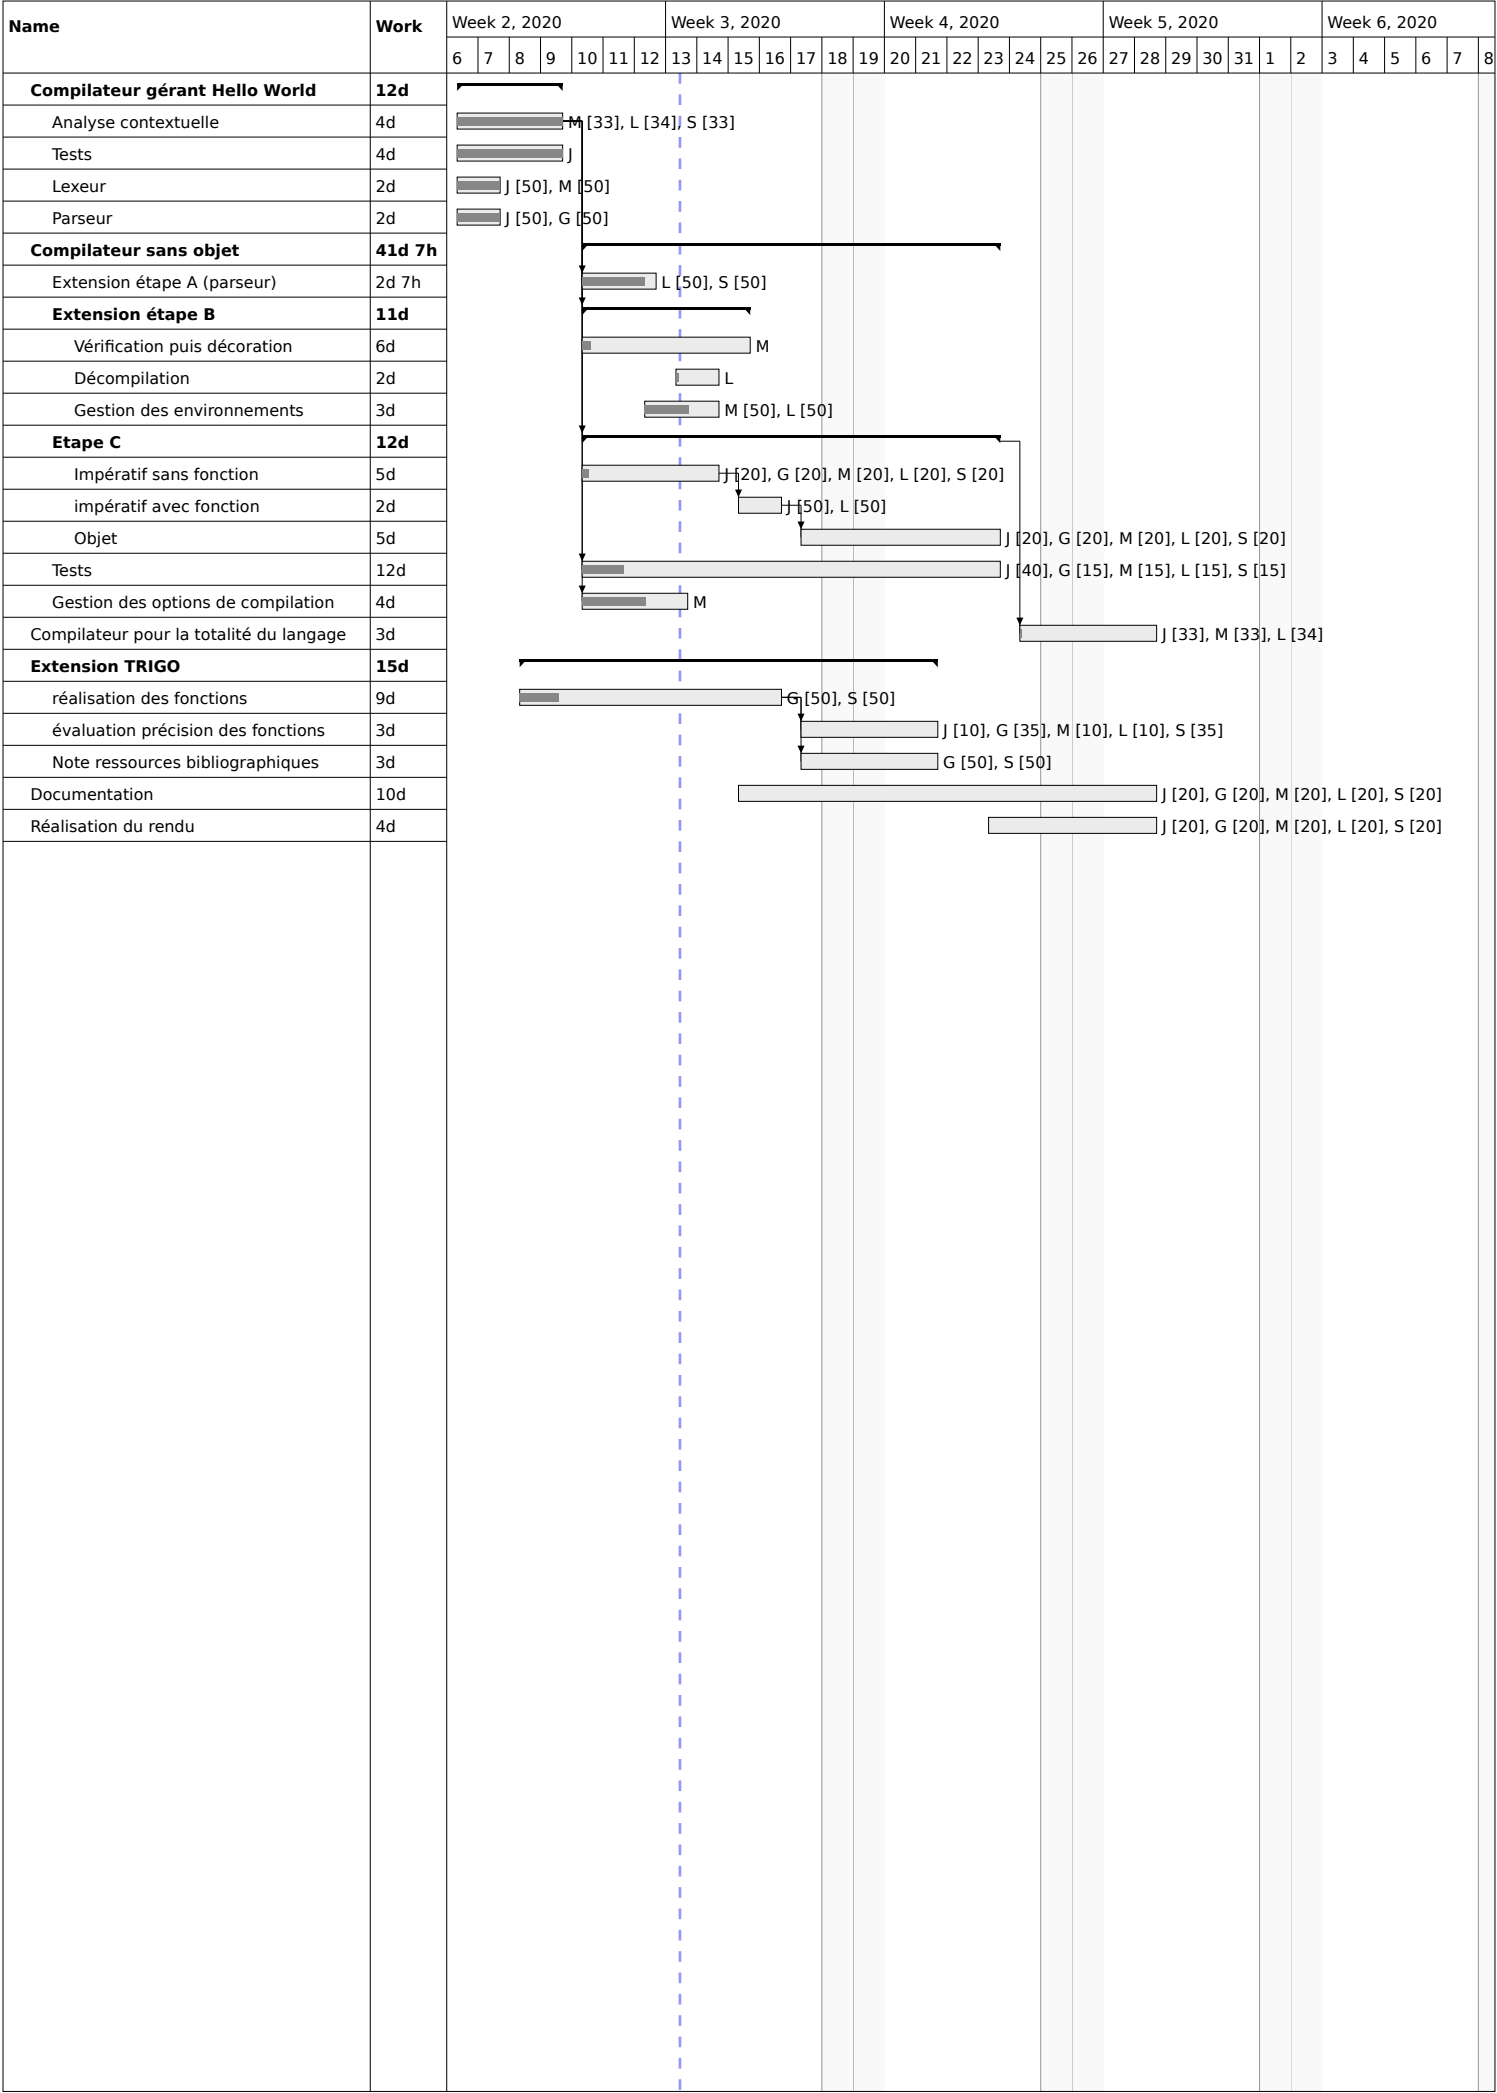 Name Work Week 2, 2020 Week 3, 2020 Week 4, 2020 Week 5, 2020 Week 6, 2020
6 7 8 9 10 11 12 13 14 15 16 17 18 19 20 21 22 23 24 25 26 27 28 29 30 31 1 2 3 4 5 6 7 8
Compilateur gérant Hello World 12d
Analyse contextuelle 4d M [33], L [34], S [33]
Tests 4d J
Lexeur 2d J [50], M [50]
Parseur 2d J [50], G [50]
Compilateur sans objet 41d 7h
Extension étape A (parseur) 2d 7h L [50], S [50]
Extension étape B 11d
Vérification puis décoration 6d M
Décompilation 2d L
Gestion des environnements 3d M [50], L [50]
Etape C 12d
Impératif sans fonction 5d J [20], G [20], M [20], L [20], S [20]
impératif avec fonction 2d J [50], L [50]
Objet 5d J [20], G [20], M [20], L [20], S [20]
Tests 12d J [40], G [15], M [15], L [15], S [15]
Gestion des options de compilation 4d M
Compilateur pour la totalité du langage 3d J [33], M [33], L [34]
Extension TRIGO 15d
réalisation des fonctions 9d G [50], S [50]
évaluation précision des fonctions 3d J [10], G [35], M [10], L [10], S [35]
Note ressources bibliographiques 3d G [50], S [50]
Documentation 10d J [20], G [20], M [20], L [20], S [20]
Réalisation du rendu 4d J [20], G [20], M [20], L [20], S [20]